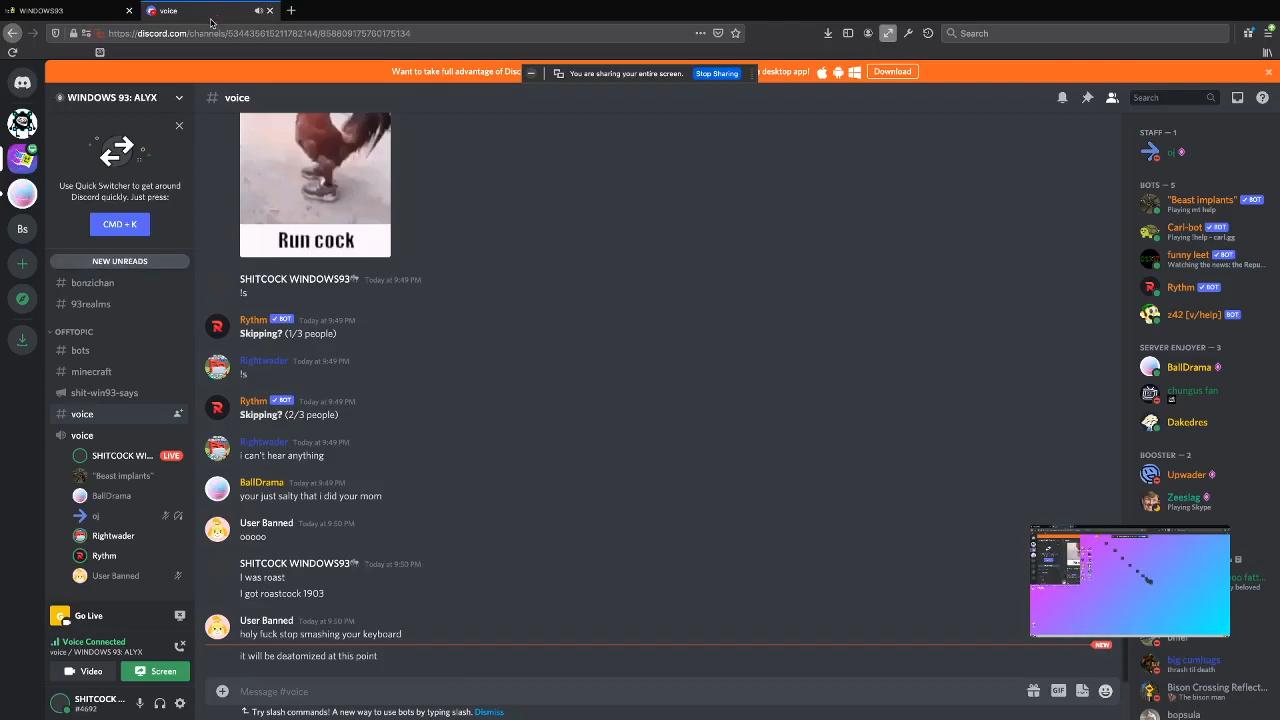 WINDOWS93
voice
https://discord.com/channels/534435615211782144/858809175760175134
Search
Want to take full advantage of Disc
You are sharing your entire screen.
Stop Sharing
desktop app!
Download
WINDOWS 93: ALYX
voice
Search
Use Quick Switcher to get around
Discord quickly. Just press:
CMD + K
NEW UNREADS
bonzichan
93realms
OFFTOPIC
bots
minecraft
shit-win93-says
voice
voice
SHITCOCK WI...
LIVE
"Beast implants"
BallDrama
oj
Rightwader
Rythm
User Banned
Go Live
Voice Connected
voice / WINDOWS 93: ALYX
Video
Screen
SHITCOCK ...
#4692
Bs
Run cock
SHITCOCK WINDOWS93 Today at 9:49 PM
!s
Rythm BOT Today at 9:49 PM
Skipping? (1/3 people)
Rightwader Today at 9:49 PM
!s
Rythm BOT Today at 9:49 PM
Skipping? (2/3 people)
Rightwader Today at 9:49 PM
i can't hear anything
BallDrama Today at 9:49 PM
your just salty that i did your mom
User Banned Today at 9:50 PM
ooooo
SHITCOCK WINDOWS93 Today at 9:50 PM
I was roast
I got roastcock 1903
User Banned Today at 9:50 PM
holy fuck stop smashing your keyboard
NEW
it will be deatomized at this point
Message #voice
GIF
Try slash commands! A new way to use bots by typing slash. Dismiss
STAFF — 1
oj
BOTS — 5
"Beast implants" BOT
Playing mt help
Carl-bot BOT
Playing !help - carl.gg
funny leet BOT
Watching the news: the Repu...
Rythm BOT
z42 [v/help] BOT
SERVER ENJOYER — 3
BallDrama
chungus fan
Dakedres
BOOSTER — 2
Upwader
Zeeslag
Playing Skype
big cumhugs
thrash til death
Bison Crossing Reflect...
The bison man
bopsula